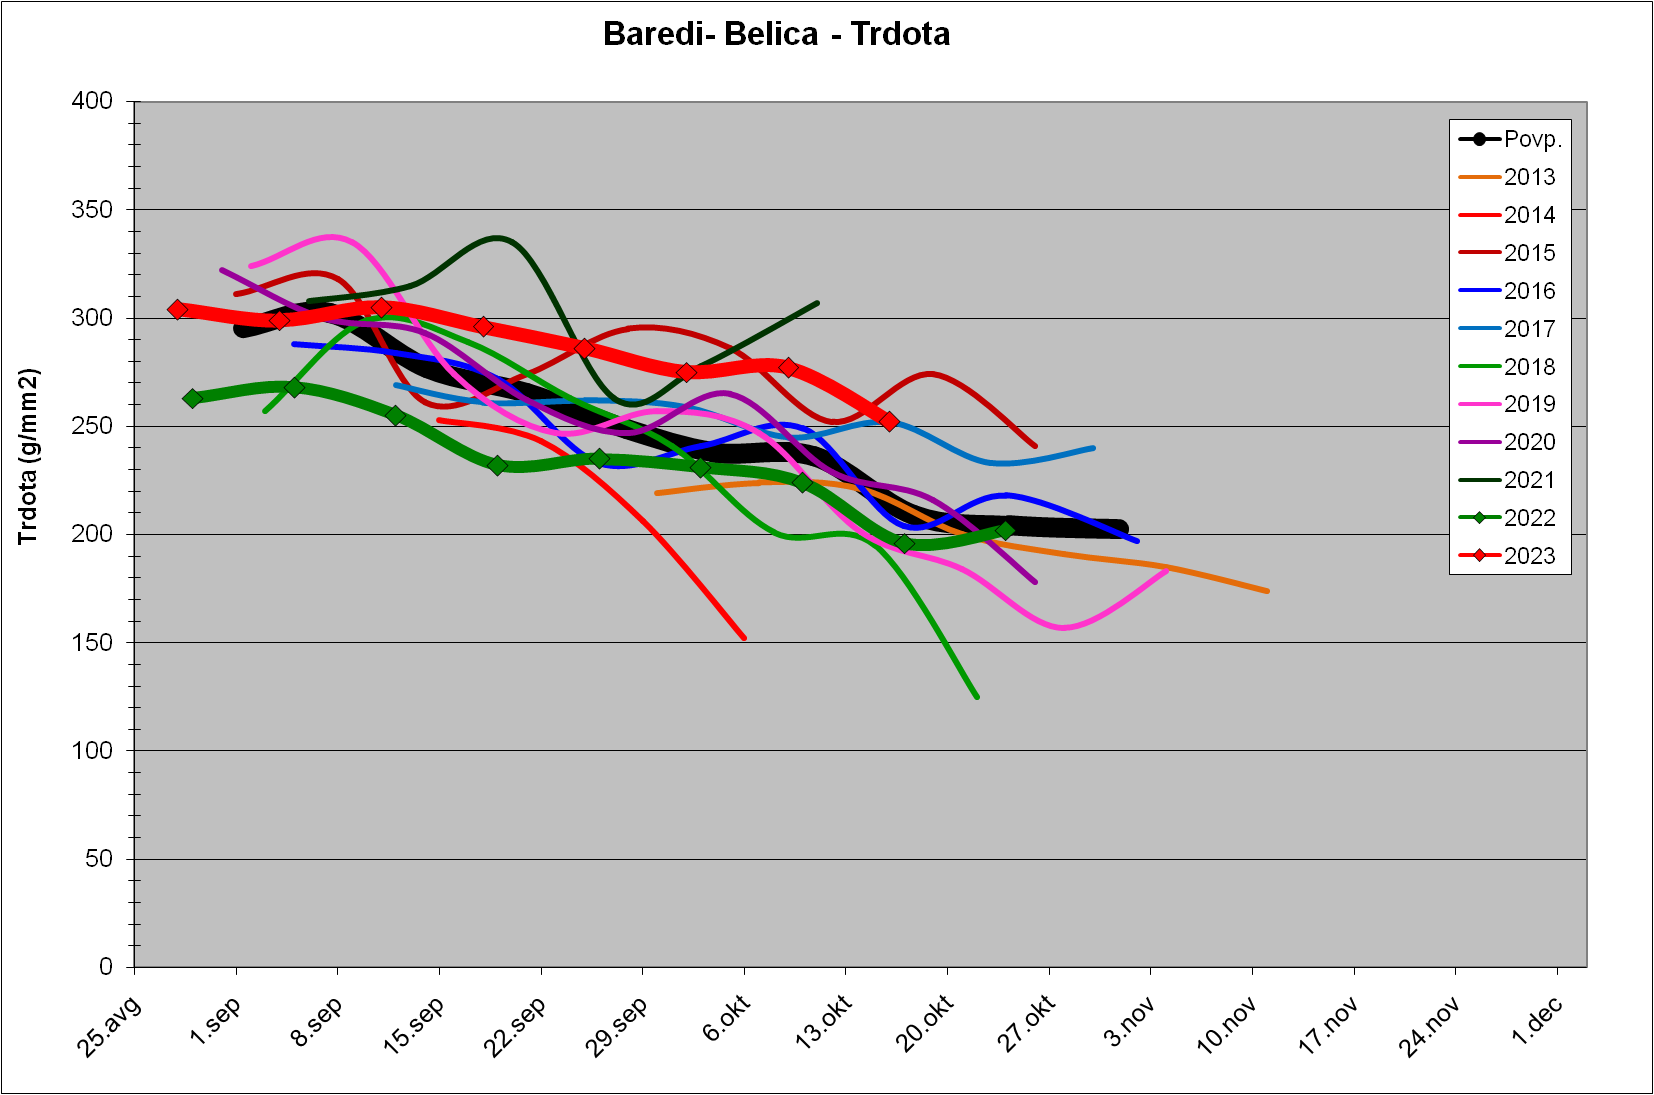 Baredi- Belica - Trdota
Trdota (g/mm2)
400
350
300
250
200
150
100
50
0
25.avg
1.sep
8.sep
15.sep
22.sep
29.sep
6.okt
13.okt
20.okt
27.okt
3.nov
10.nov
17.nov
24.nov
1.dec
Povp.
2013
2014
2015
2016
2017
2018
2019
2020
2021
2022
2023